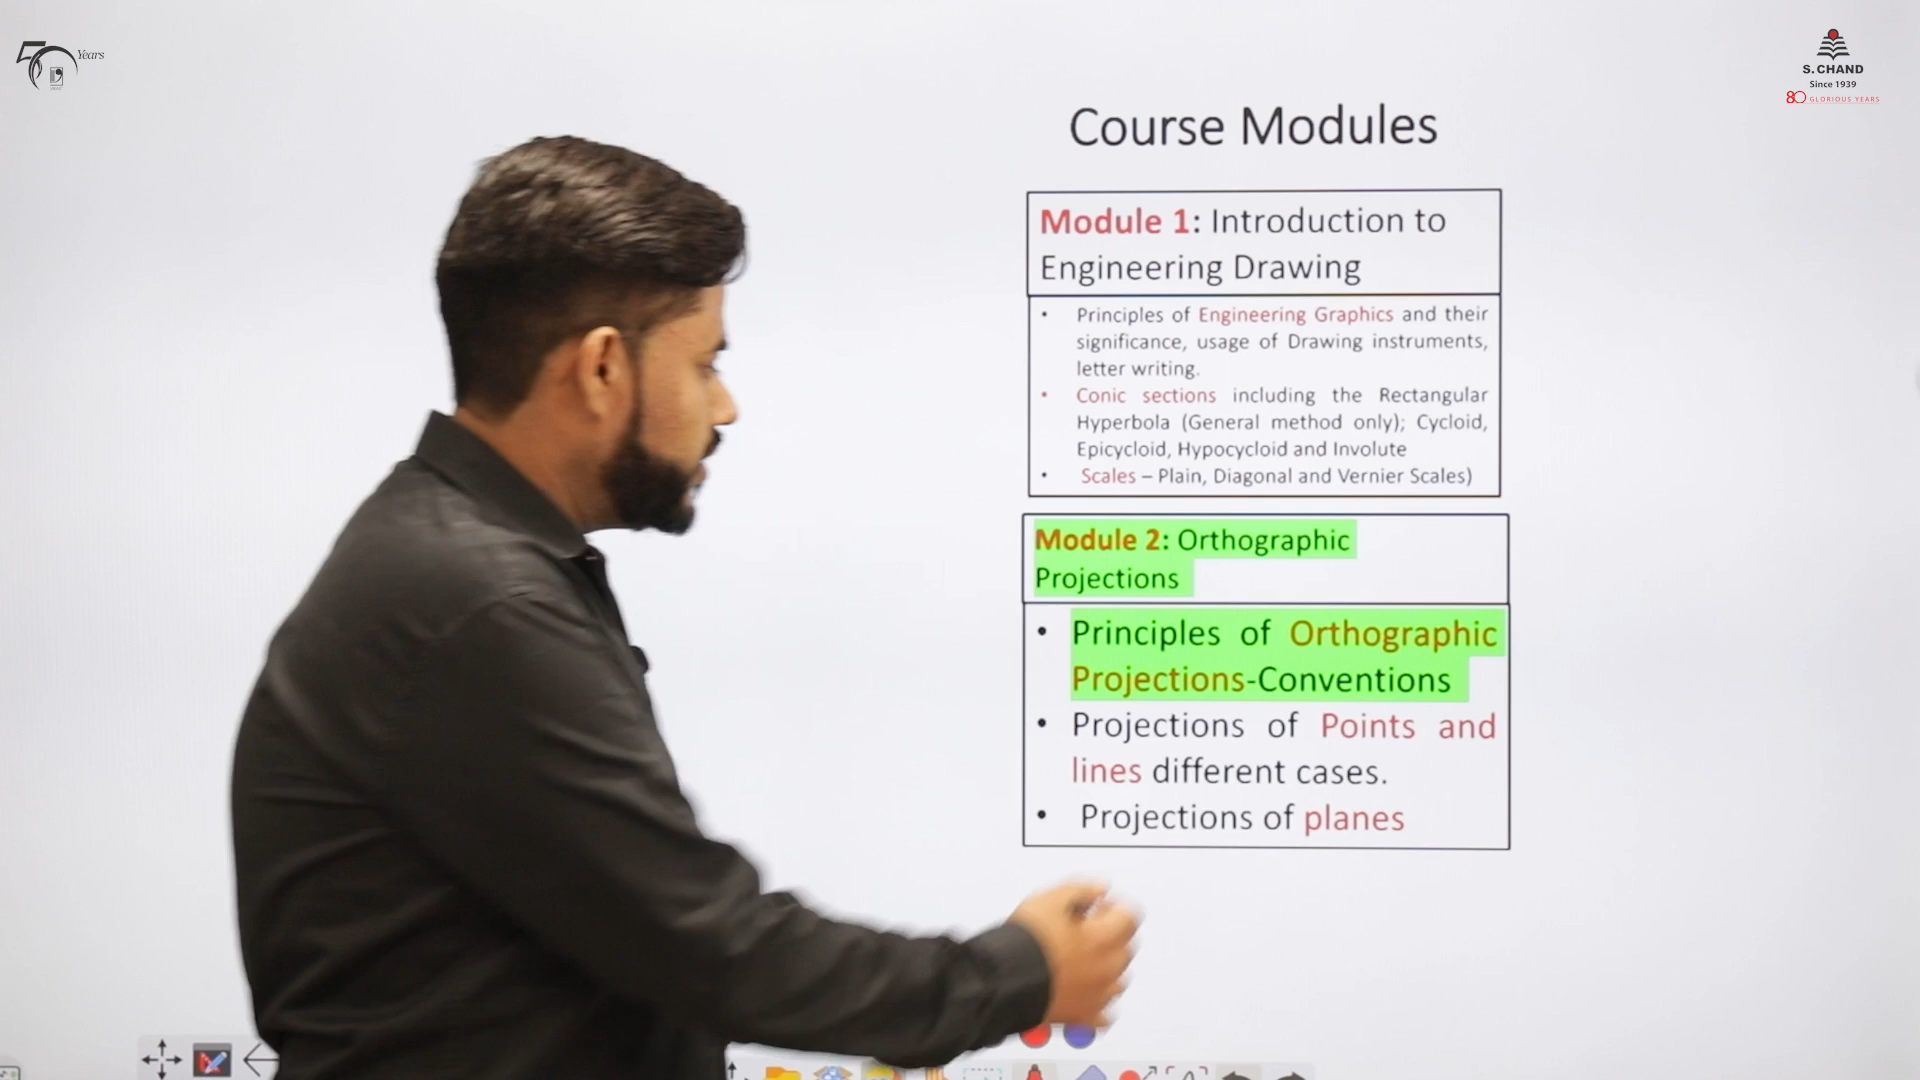 50 Years
S. CHAND
Since 1939
80 GLORIOUS YEARS
Course Modules
Module 1: Introduction to
Engineering Drawing
• Principles of Engineering Graphics and their
significance, usage of Drawing instruments,
letter writing.
• Conic sections including the Rectangular
Hyperbola (General method only); Cycloid,
Epicycloid, Hypocycloid and Involute
• Scales – Plain, Diagonal and Vernier Scales)
Module 2: Orthographic
Projections
• Principles of Orthographic
Projections-Conventions
• Projections of Points and
lines different cases.
• Projections of planes